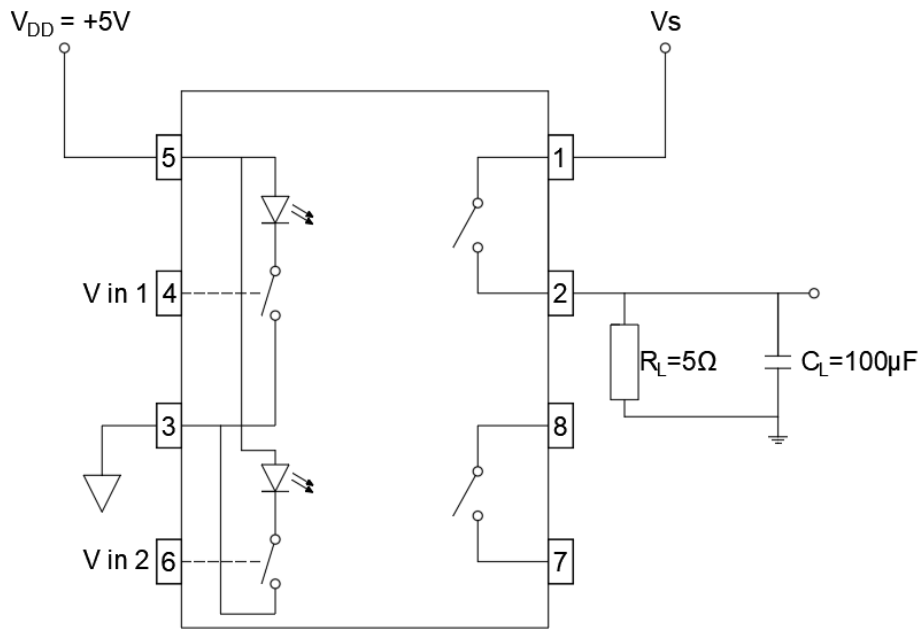 V_DD = +5V
Vs
5
1
V in 1
4
2
R_L=5Ω
C_L=100µF
3
8
V in 2
6
7